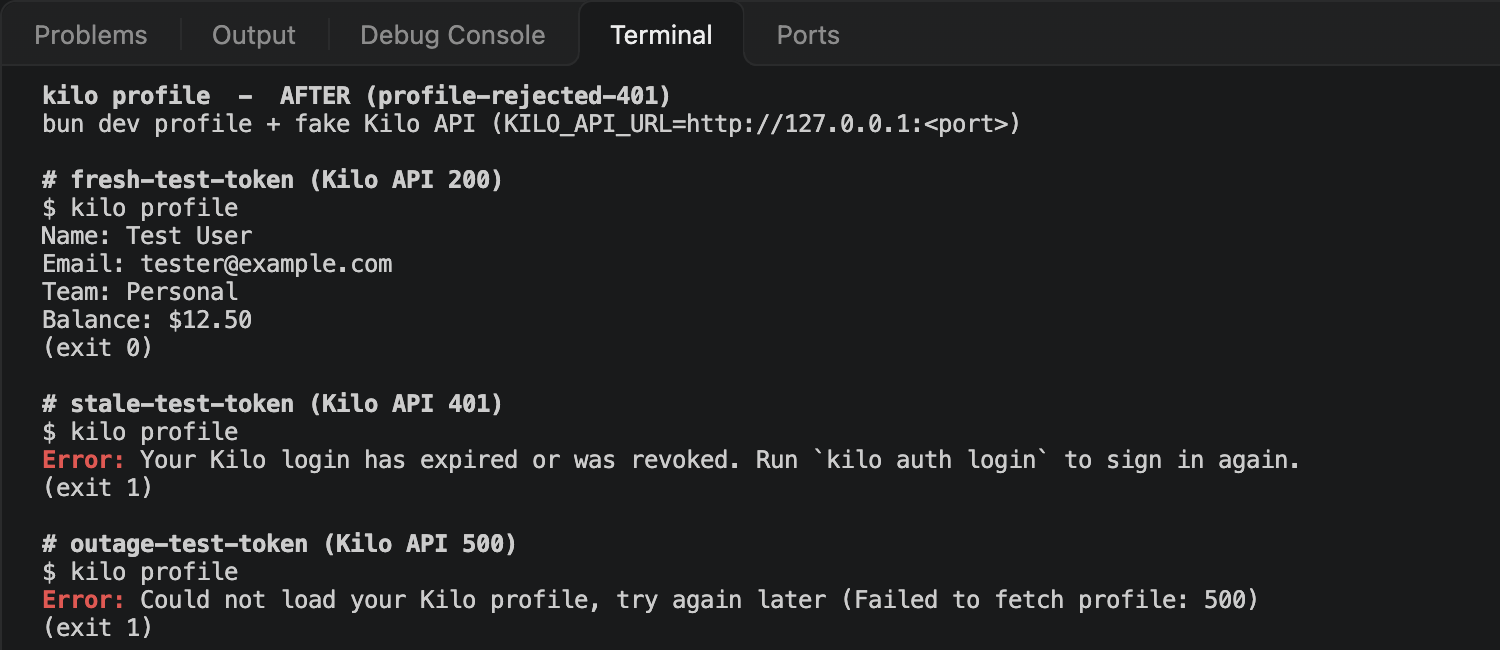 Problems Output Debug Console Terminal Ports
kilo profile – AFTER (profile-rejected-401)
bun dev profile + fake Kilo API (KILO_API_URL=http://127.0.0.1:<port>)
# fresh-test-token (Kilo API 200)
$ kilo profile
Name: Test User
Email: tester@example.com
Team: Personal
Balance: $12.50
(exit 0)
# stale-test-token (Kilo API 401)
$ kilo profile
Error: Your Kilo login has expired or was revoked. Run `kilo auth login` to sign in again.
(exit 1)
# outage-test-token (Kilo API 500)
$ kilo profile
Error: Could not load your Kilo profile, try again later (Failed to fetch profile: 500)
(exit 1)